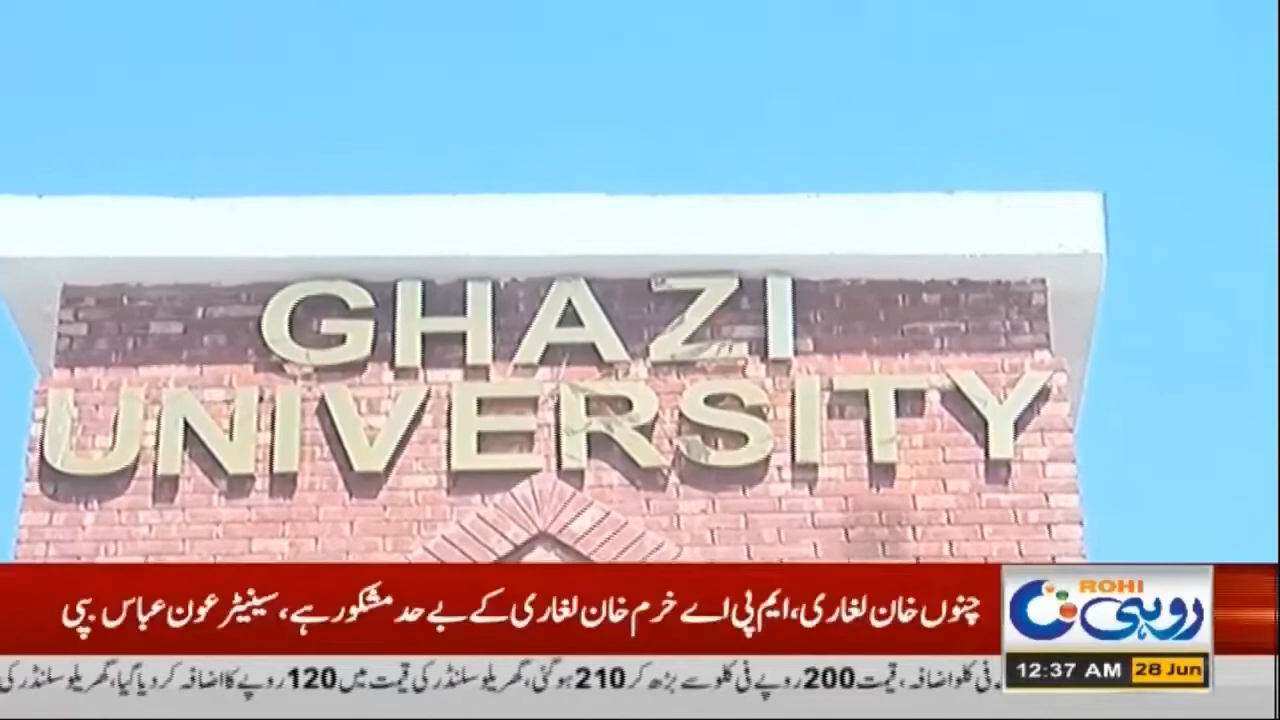 GHAZI
UNIVERSITY
چنوں خان لغاری، ایم پی اے خرم خان لغاری کے بے حد مشکور ہے، سینیٹر عون عباس بپی
ROHI
روہی
12:37 AM 28 Jun
فی کلو اضافہ، قیمت 200 روپے فی کلو سے بڑھ کر 210 ہو گئی، گھریلو سلنڈر کی قیمت میں 120 روپے کا اضافہ کر دیا گیا، گھریلو سلنڈر کی